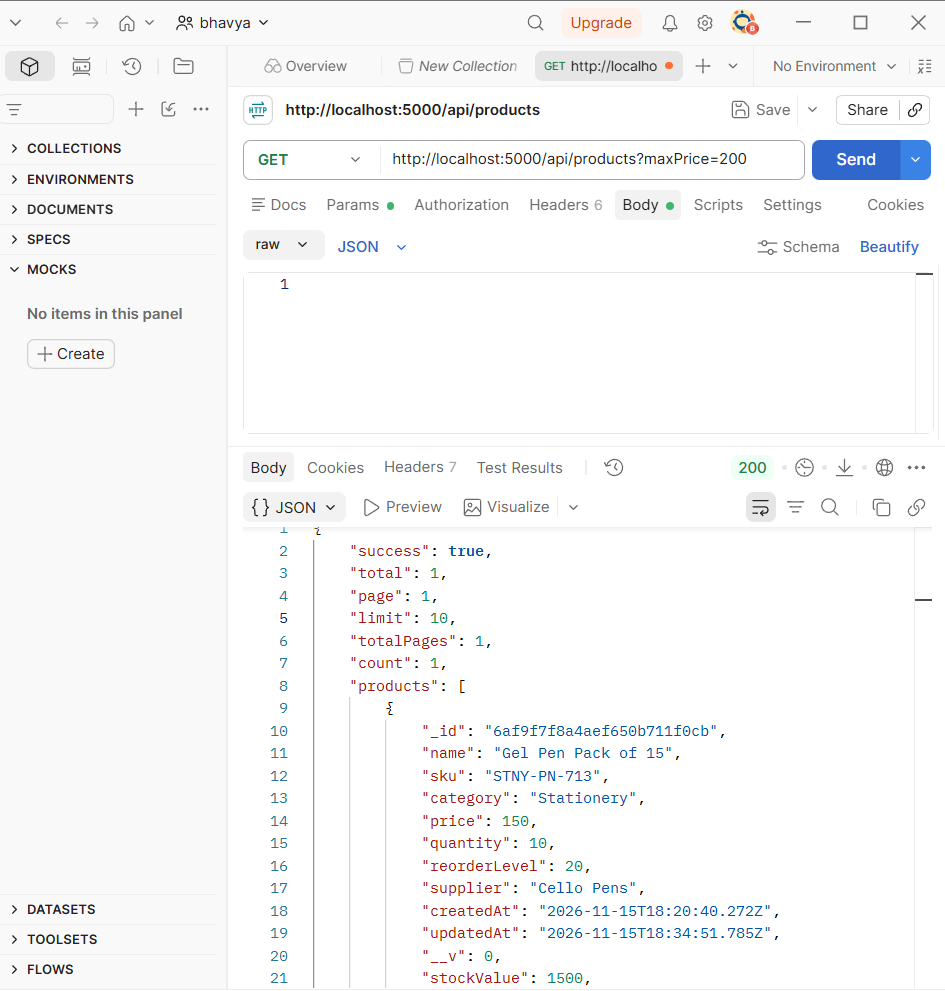 bhavya
Upgrade
6
Overview
New Collection
GET http://localho
No Environment
HTTP
http://localhost:5000/api/products
Save
Share
COLLECTIONS
ENVIRONMENTS
DOCUMENTS
SPECS
MOCKS
No items in this panel
Create
DATASETS
TOOLSETS
FLOWS
GET
http://localhost:5000/api/products?maxPrice=200
Send
Docs Params Authorization Headers 6 Body Scripts Settings Cookies
raw JSON Schema Beautify
1
Body Cookies Headers 7 Test Results 200
{} JSON Preview Visualize
1 {
2 "success": true,
3 "total": 1,
4 "page": 1,
5 "limit": 10,
6 "totalPages": 1,
7 "count": 1,
8 "products": [
9 {
10 "_id": "6af9f7f8a4aef650b711f0cb",
11 "name": "Gel Pen Pack of 15",
12 "sku": "STNY-PN-713",
13 "category": "Stationery",
14 "price": 150,
15 "quantity": 10,
16 "reorderLevel": 20,
17 "supplier": "Cello Pens",
18 "createdAt": "2026-11-15T18:20:40.272Z",
19 "updatedAt": "2026-11-15T18:34:51.785Z",
20 "__v": 0,
21 "stockValue": 1500,